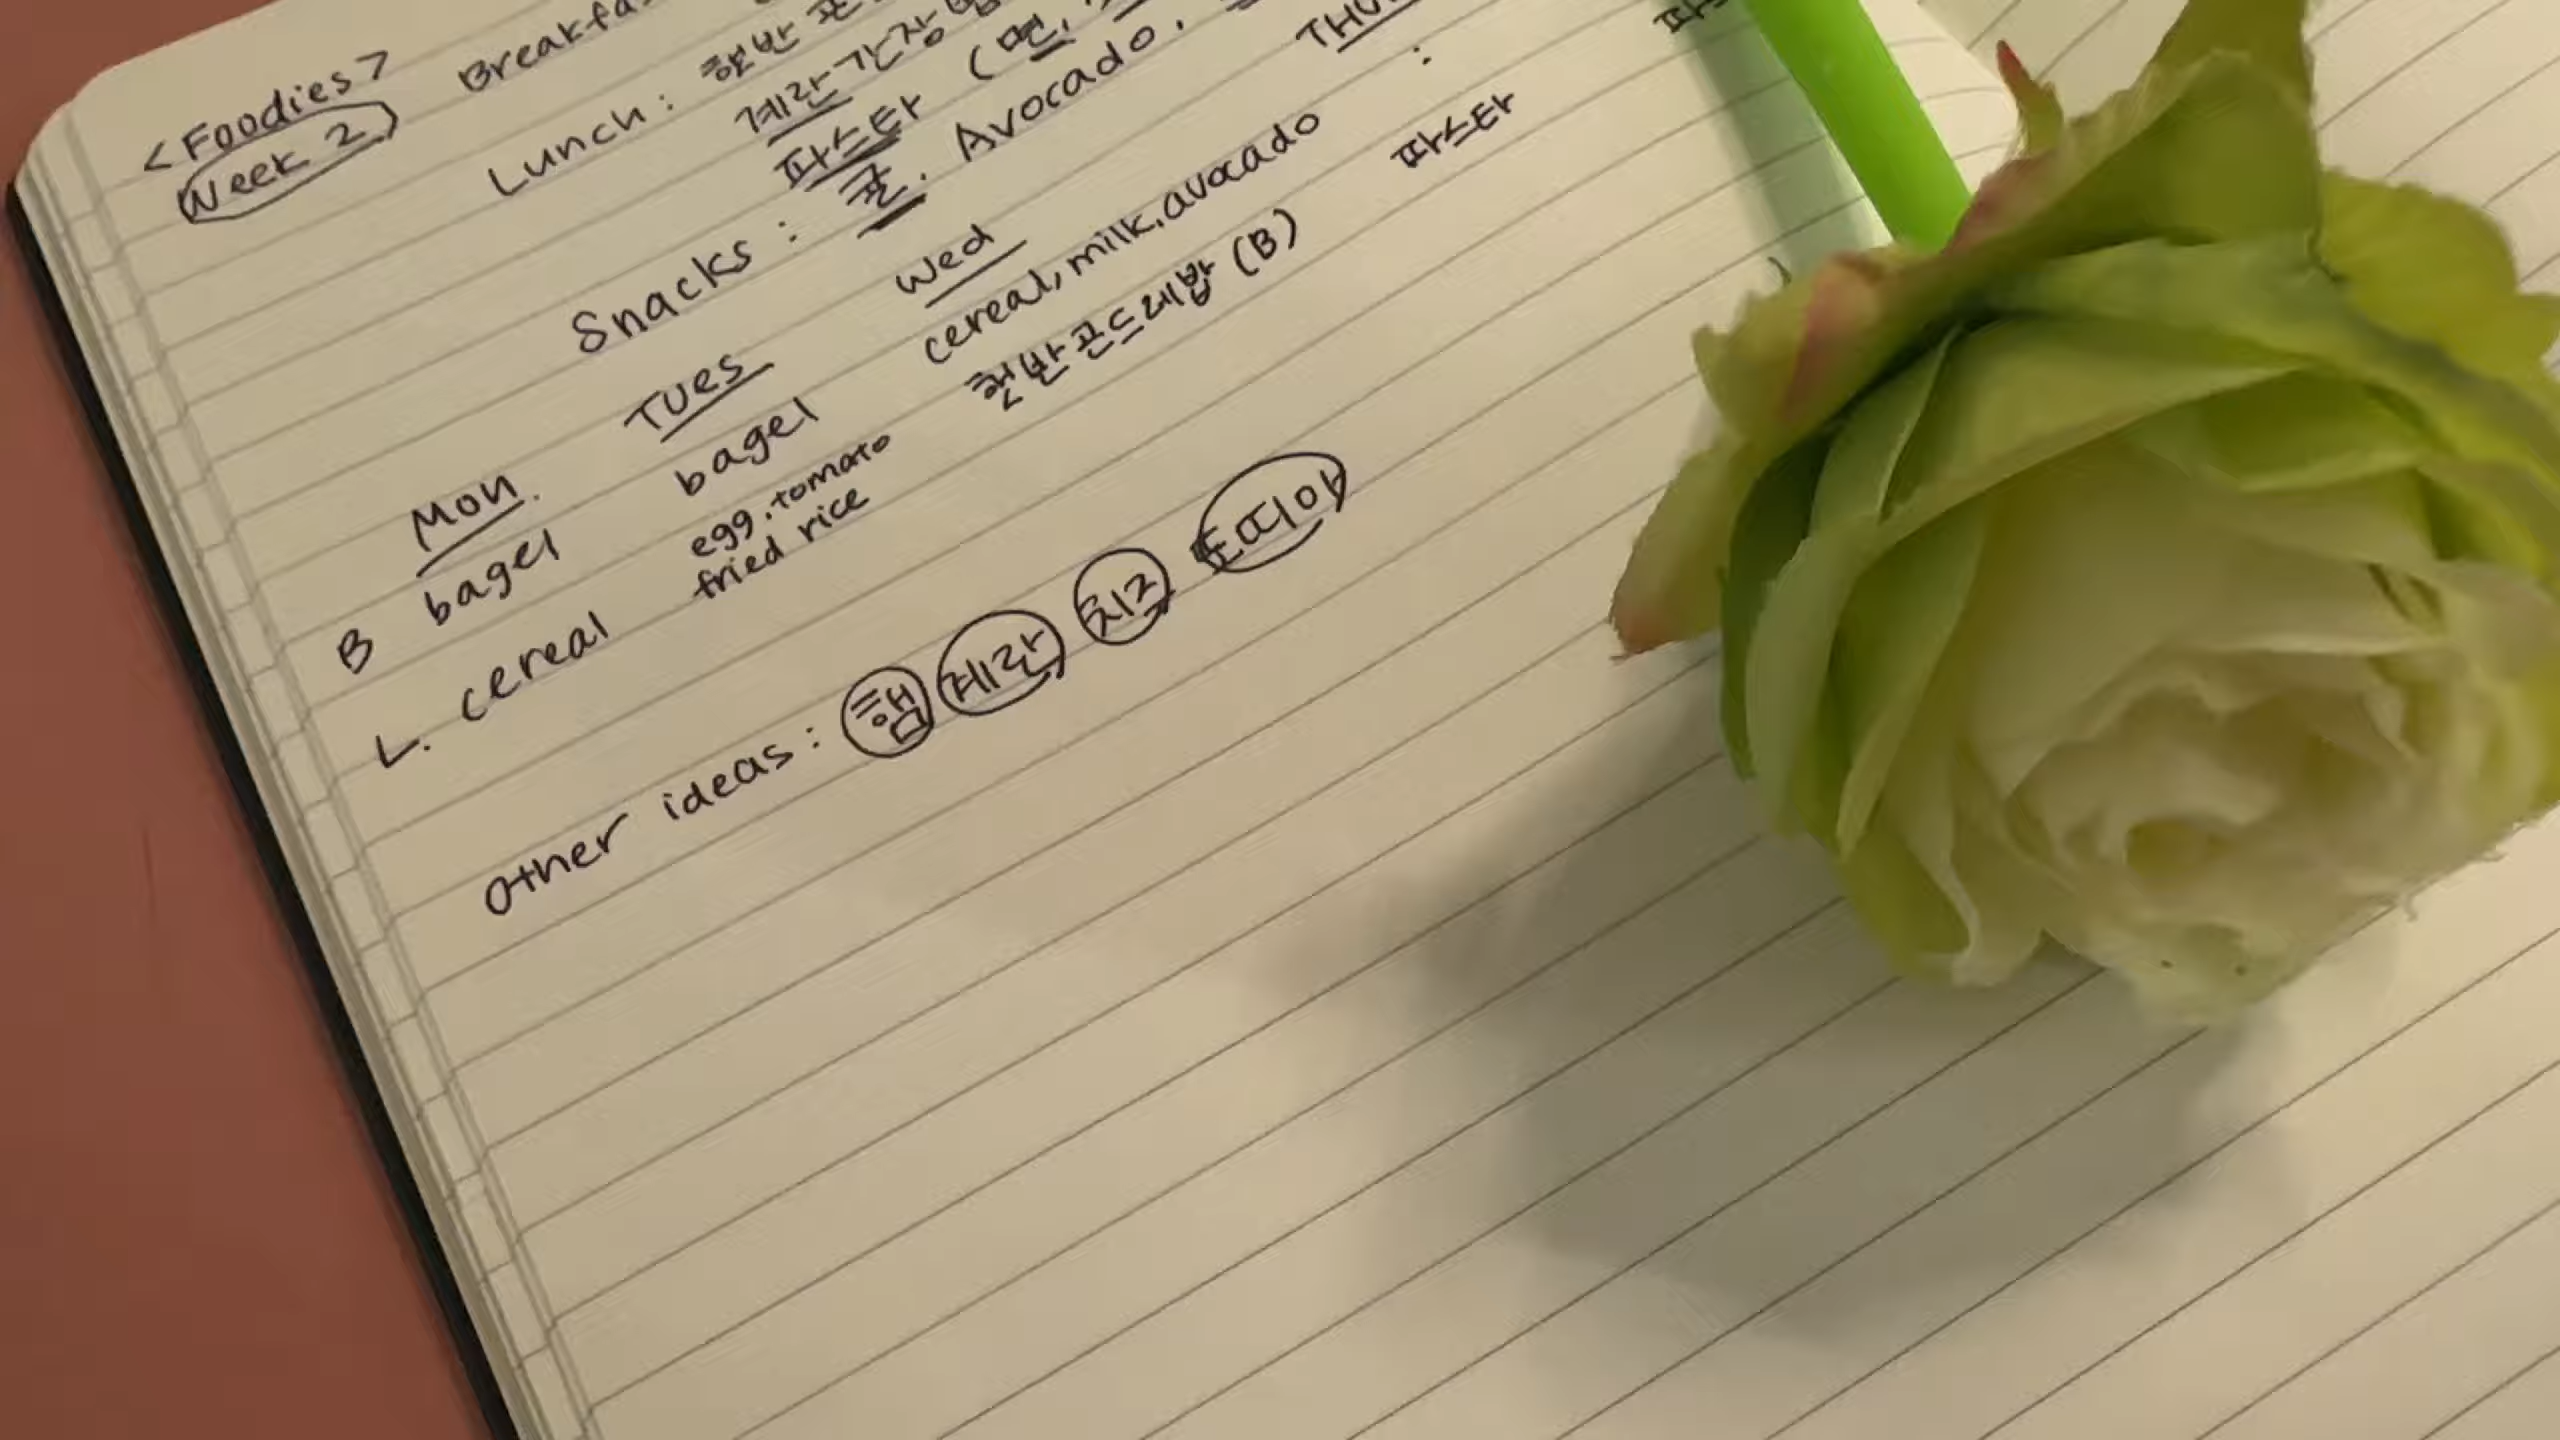 <Foodies> Breakfa
Week 2
Lunch: 햇반 곤
계란 간장
파스타 (면,
Snacks: 귤. Avocado,
Mon. Tues Wed THU
B bagel bagel cereal, milk, avocado :
L. cereal egg. tomato fried rice 햇반 곤드레밥 (B) 파스타
other ideas: 햄 계란 치즈 또띠아